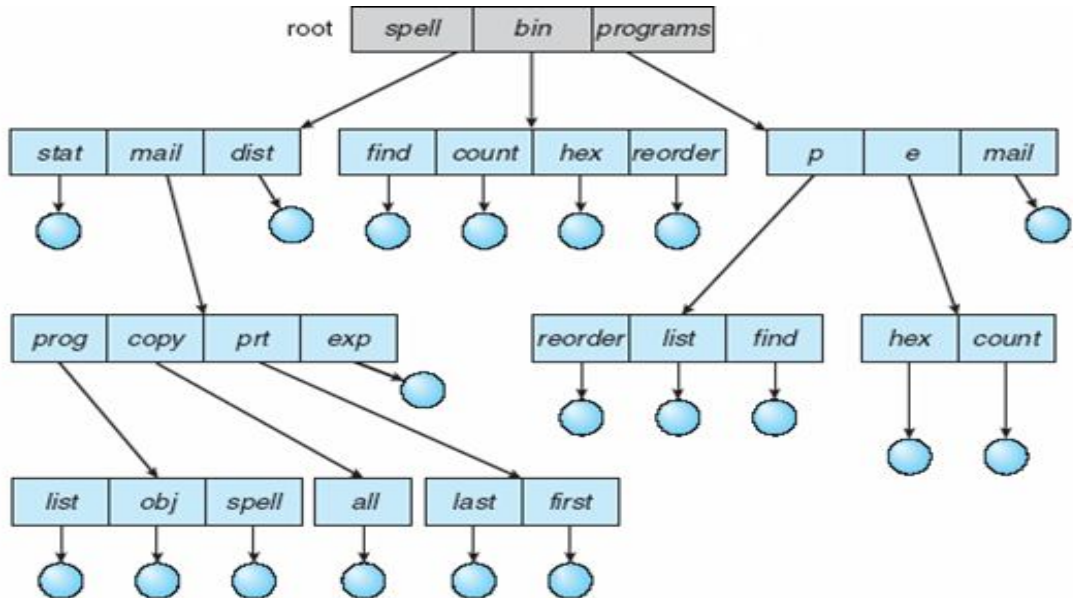 root spell bin programs
stat mail dist find count hex reorder p e mail
prog copy prt exp reorder list find hex count
list obj spell all last first